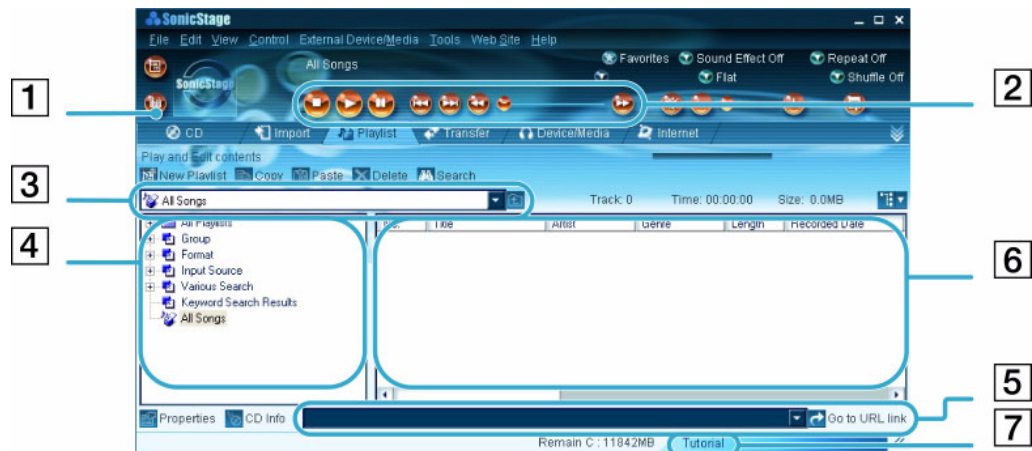 SonicStage
File Edit View Control External Device/Media Tools Web Site Help
All Songs
Favorites Sound Effect Off Repeat Off
Flat Shuffle Off
SonicStage
1
2
CD Import Playlist Transfer Device/Media Internet
Play and Edit contents
New Playlist Copy Paste Delete Search
3
All Songs Track: 0 Time: 00:00:00 Size: 0.0MB
4
All Playlists
Group
Format
Input Source
Various Search
Keyword Search Results
All Songs
No. Title Artist Genre Length Recorded Date
6
5
Properties CD Info Go to URL link
7
Remain C : 11842MB Tutorial